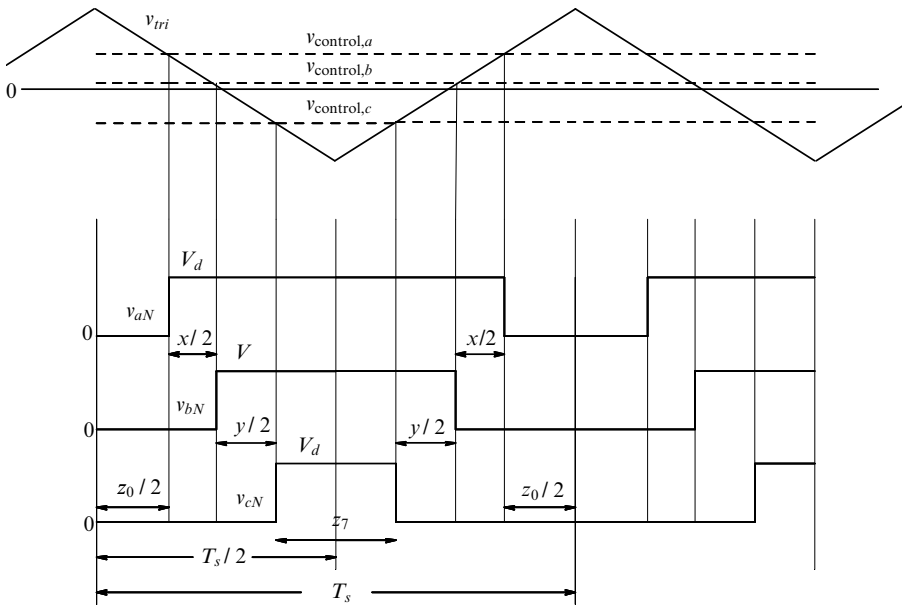 v_tri
v_control,a
v_control,b
0
v_control,c
V_d
v_aN
0
x/2
x/2
V
v_bN
0
y/2
y/2
V_d
z_0/2
v_cN
z_0/2
0
z_7
T_s/2
T_s